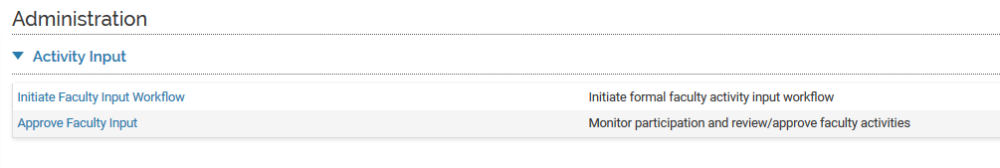 Administration
Activity Input
Initiate Faculty Input Workflow Initiate formal faculty activity input workflow
Approve Faculty Input Monitor participation and review/approve faculty activities